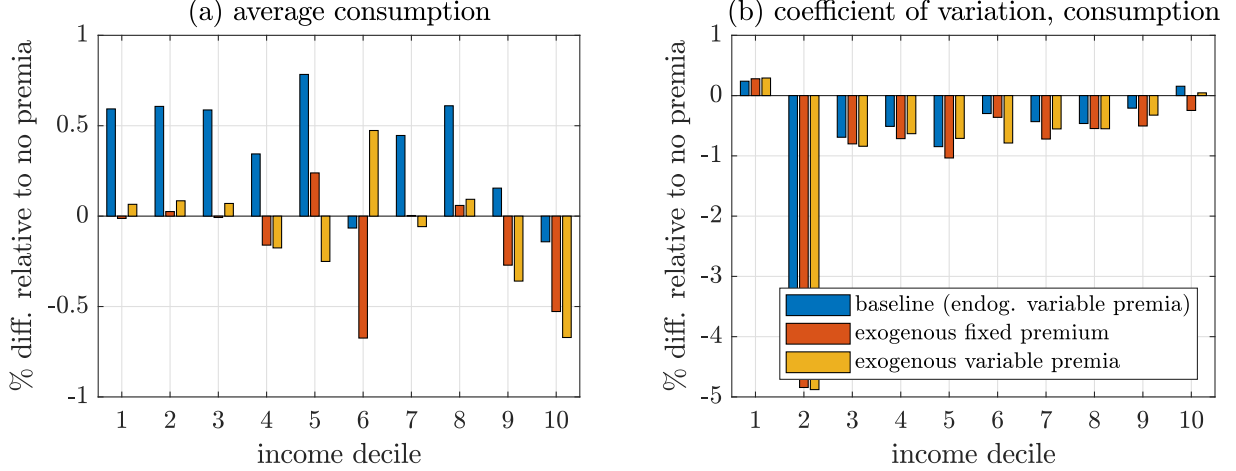 (a) average consumption
% diff. relative to no premia
1
0.5
0
-0.5
-1
1 2 3 4 5 6 7 8 9 10
income decile
(b) coefficient of variation, consumption
% diff. relative to no premia
1
0
-1
-2
-3
-4
-5
baseline (endog. variable premia)
exogenous fixed premium
exogenous variable premia
1 2 3 4 5 6 7 8 9 10
income decile